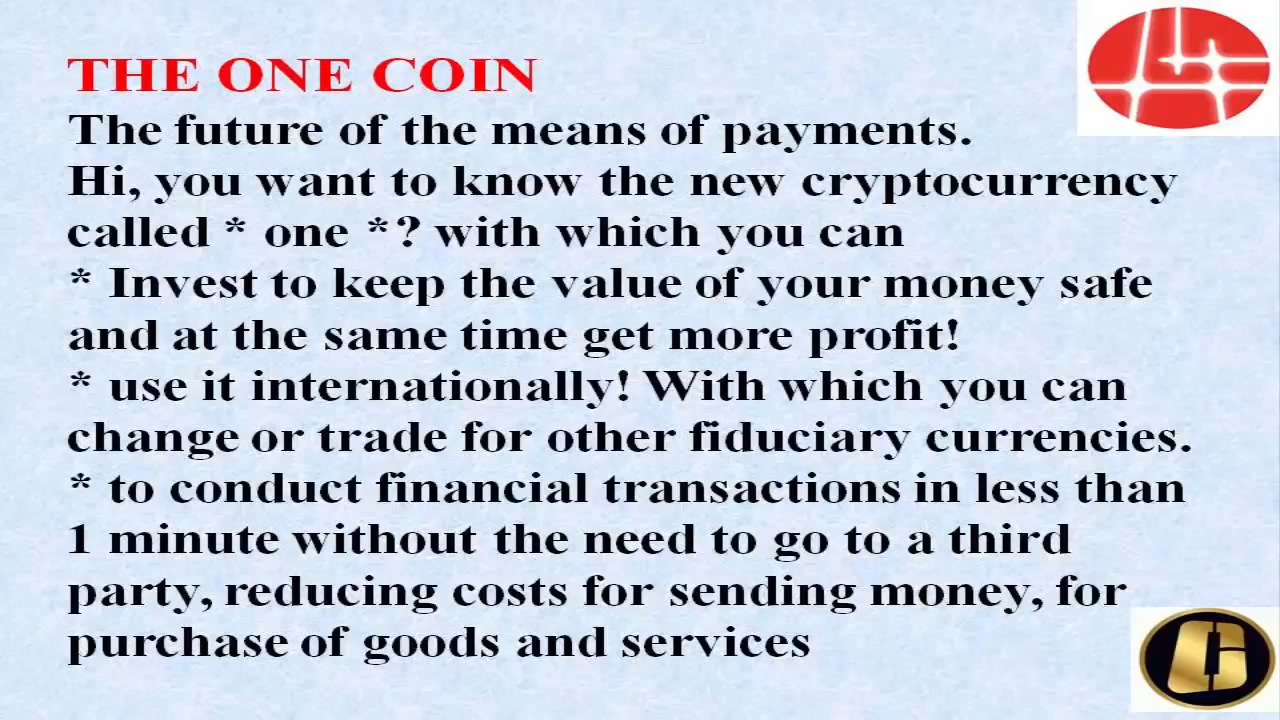 THE ONE COIN
The future of the means of payments.
Hi, you want to know the new cryptocurrency
called * one *? with which you can
* Invest to keep the value of your money safe
and at the same time get more profit!
* use it internationally! With which you can
change or trade for other fiduciary currencies.
* to conduct financial transactions in less than
1 minute without the need to go to a third
party, reducing costs for sending money, for
purchase of goods and services